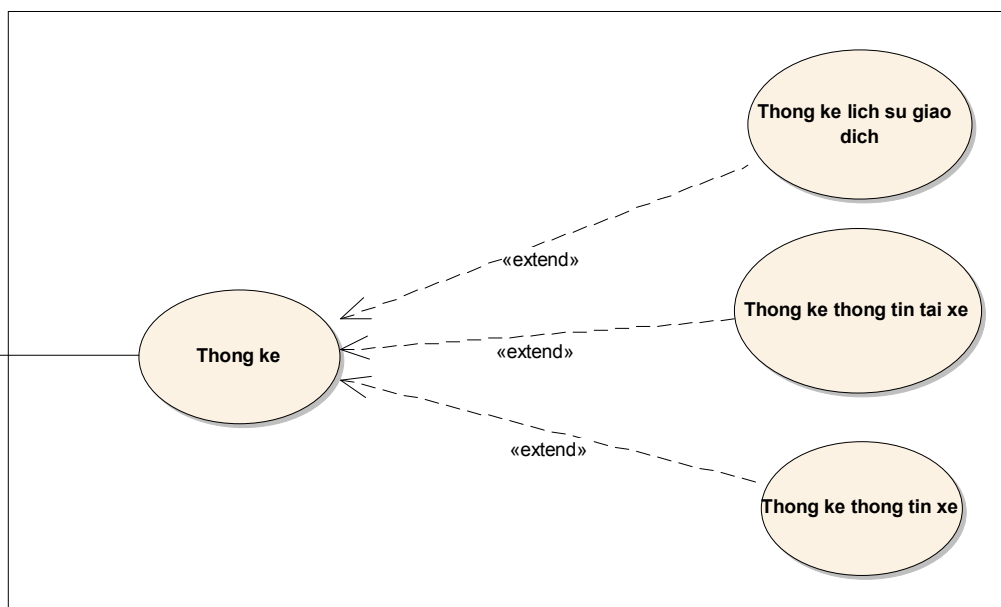 Thong ke lich su giao
dich
«extend»
Thong ke thong tin tai xe
Thong ke
«extend»
«extend»
Thong ke thong tin xe